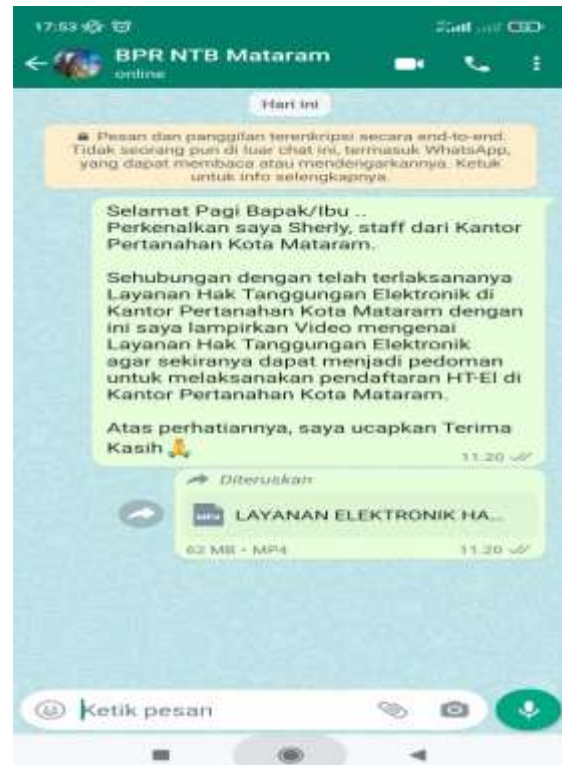 17:53
BPR NTB Mataram
online
Hari ini
Pesan dan panggilan terenkripsi secara end-to-end.
Tidak seorang pun di luar chat ini, termasuk WhatsApp,
yang dapat membaca atau mendengarkannya. Ketuk
untuk info selengkapnya.
Selamat Pagi Bapak/Ibu ..
Perkenalkan saya Sherly, staff dari Kantor
Pertanahan Kota Mataram.
Sehubungan dengan telah terlaksananya
Layanan Hak Tanggungan Elektronik di
Kantor Pertanahan Kota Mataram dengan
ini saya lampirkan Video mengenai
Layanan Hak Tanggungan Elektronik
agar sekiranya dapat menjadi pedoman
untuk melaksanakan pendaftaran HT-El di
Kantor Pertanahan Kota Mataram.
Atas perhatiannya, saya ucapkan Terima
Kasih 🙏
11.20
Diteruskan
LAYANAN ELEKTRONIK HA...
62 MB • MP4
11.20
Ketik pesan